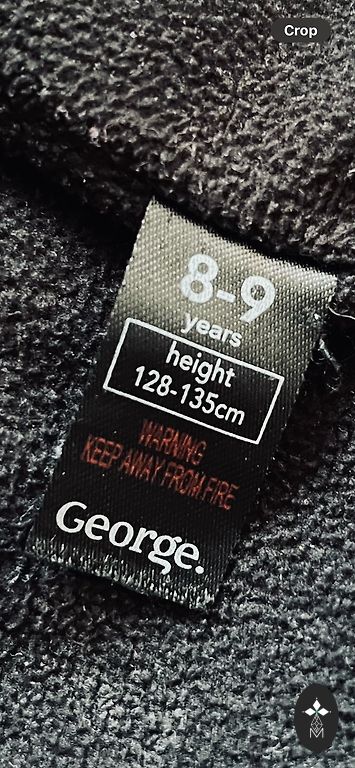 Crop
8-9
years
height
128-135cm
WARNING
KEEP AWAY FROM FIRE
George.
M